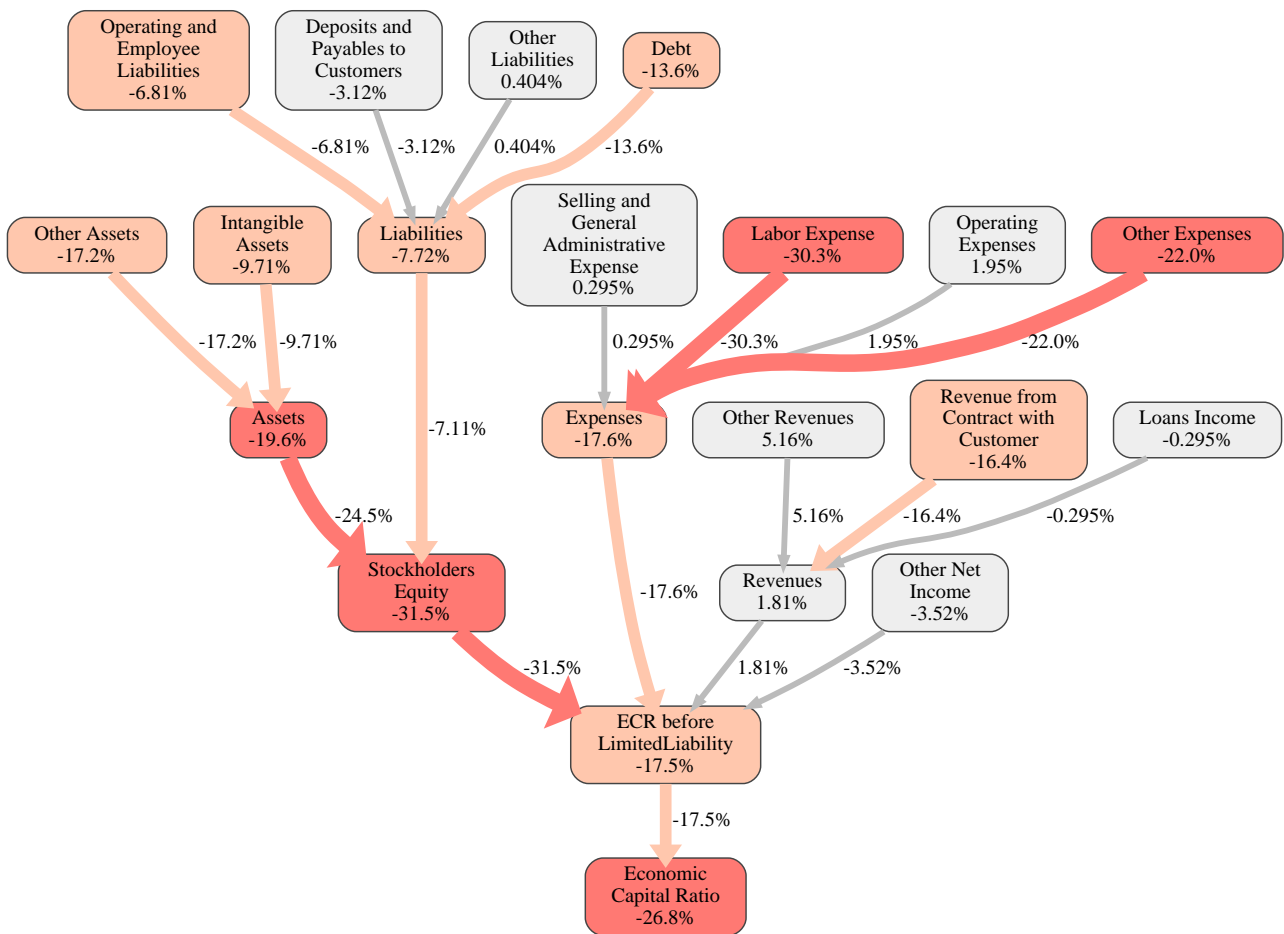 Operating and
Employee
Liabilities
-6.81%
Deposits and
Payables to
Customers
-3.12%
Other
Liabilities
0.404%
Debt
-13.6%
-6.81%
-3.12%
0.404%
-13.6%
Other Assets
-17.2%
Intangible
Assets
-9.71%
Liabilities
-7.72%
Selling and
General
Administrative
Expense
0.295%
Labor Expense
-30.3%
Operating
Expenses
1.95%
Other Expenses
-22.0%
-17.2%
-9.71%
0.295%
-30.3%
1.95%
-22.0%
Assets
-19.6%
-7.11%
Expenses
-17.6%
Other Revenues
5.16%
Revenue from
Contract with
Customer
-16.4%
Loans Income
-0.295%
-24.5%
5.16%
-16.4%
-0.295%
Stockholders
Equity
-31.5%
-17.6%
Revenues
1.81%
Other Net
Income
-3.52%
-31.5%
1.81%
-3.52%
ECR before
LimitedLiability
-17.5%
-17.5%
Economic
Capital Ratio
-26.8%